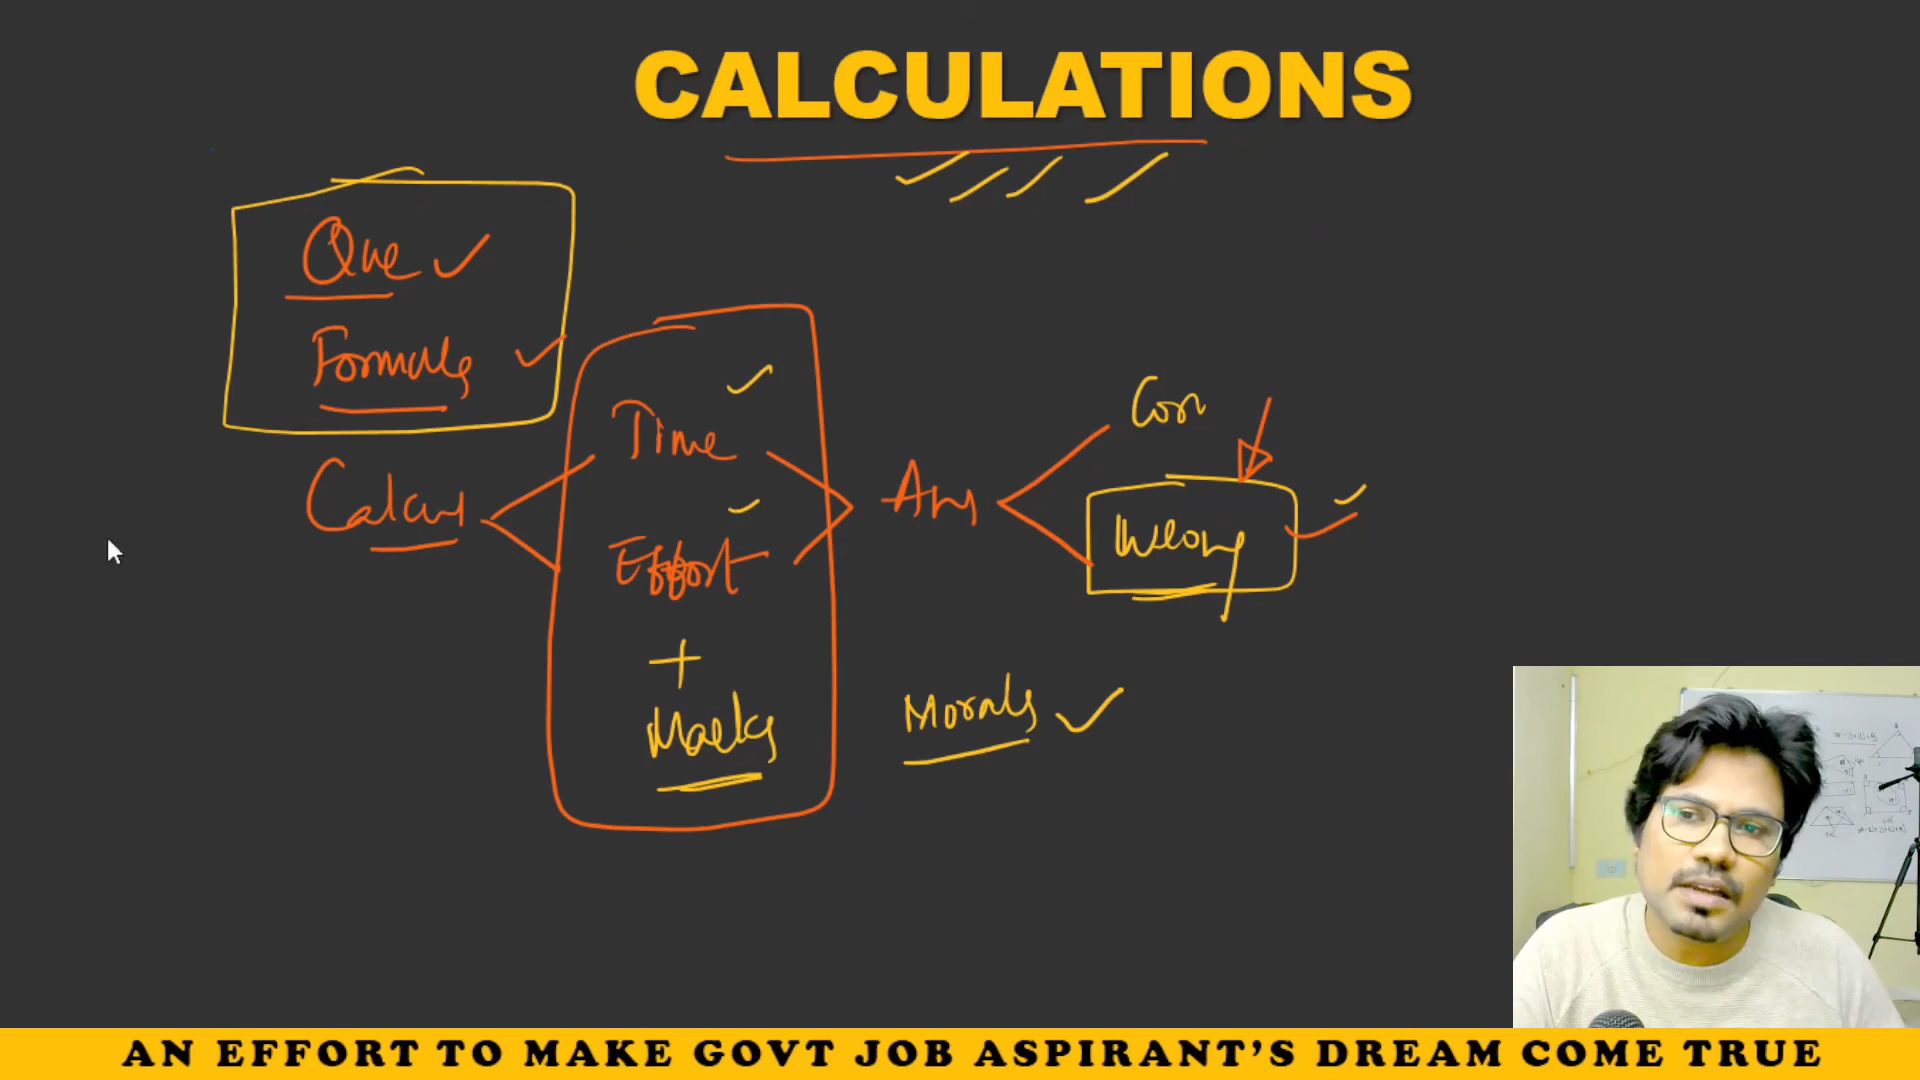 CALCULATIONS
Que
Formula
Calcu
Time
Effort
+
Marks
Ans
Corr
Wrong
Morals
AN EFFORT TO MAKE GOVT JOB ASPIRANT'S DREAM COME TRUE